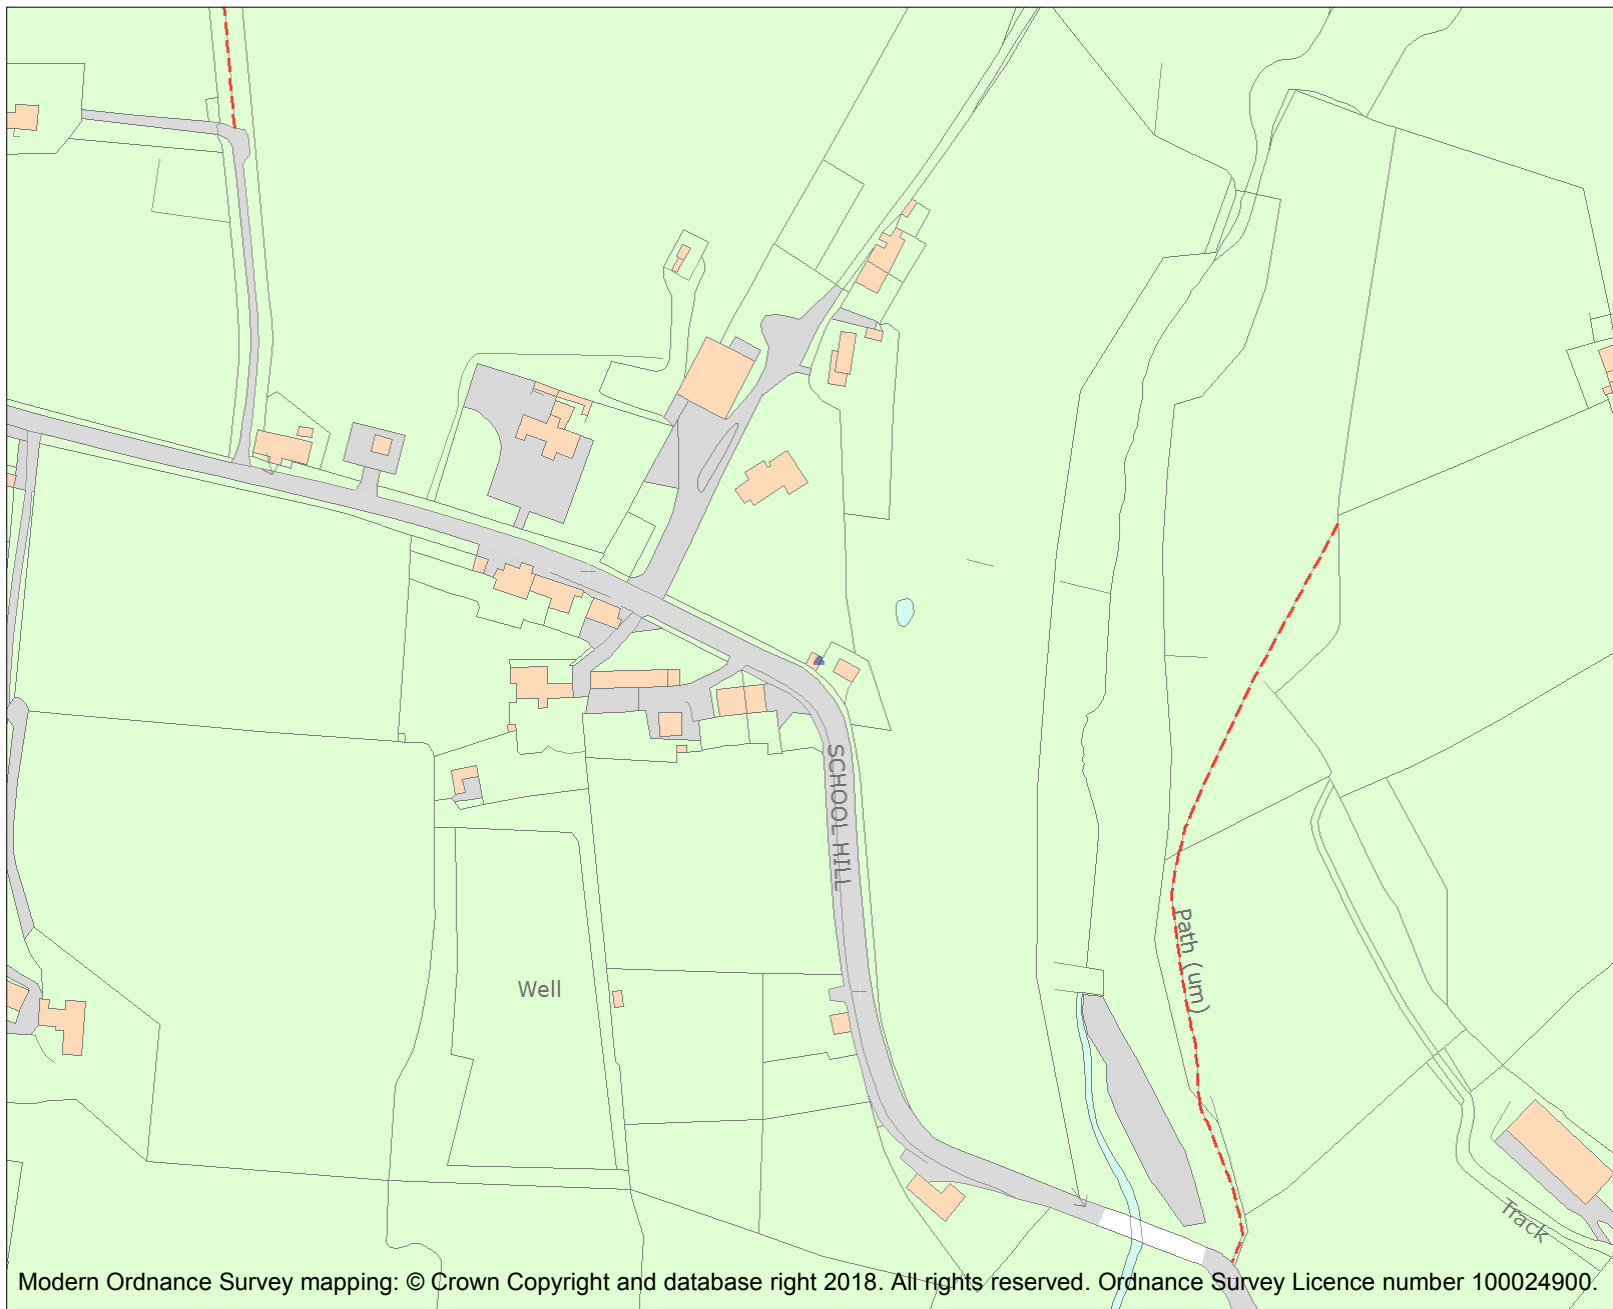 SCHOOL HILL
Path (um)
Well
Track
Modern Ordnance Survey mapping: © Crown Copyright and database right 2018. All rights reserved. Ordnance Survey Licence number 100024900.